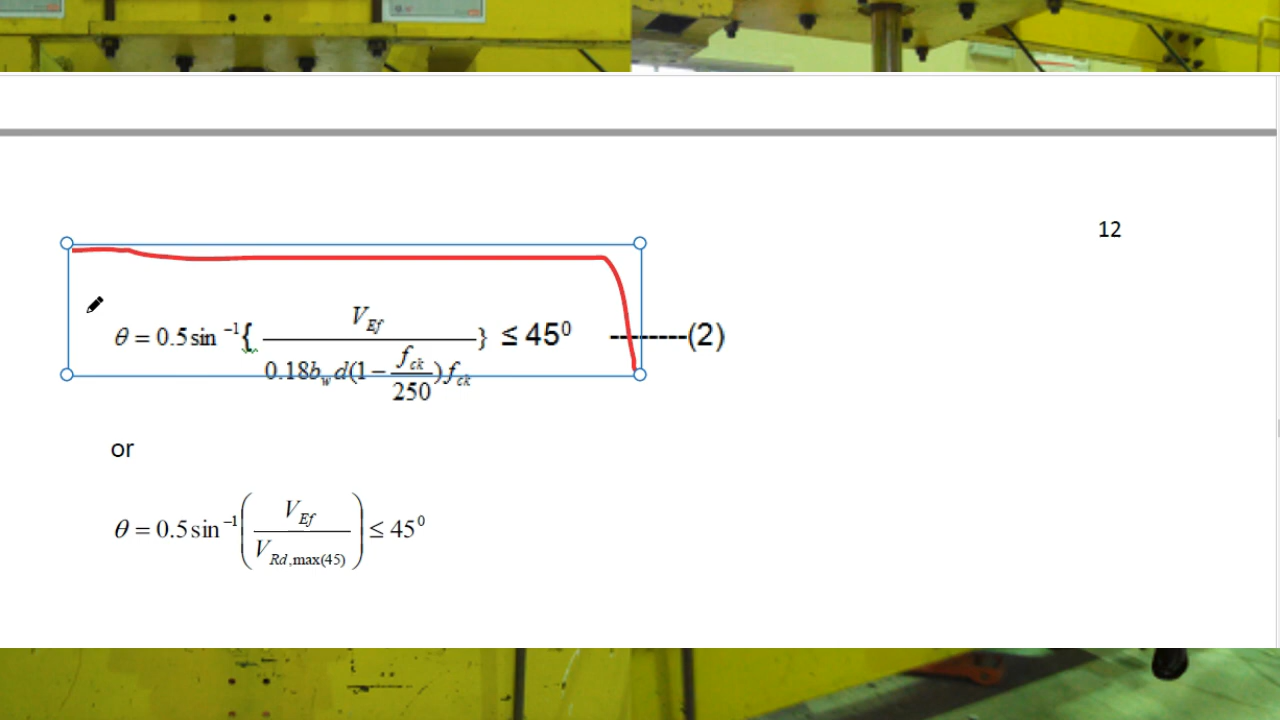 12
θ = 0.5 sin⁻¹{ V_Ef / 0.18b_w d(1 − f_ck / 250) f_ck } ≤ 45⁰ --------(2)
or
θ = 0.5 sin⁻¹( V_Ef / V_Rd,max(45) ) ≤ 45⁰